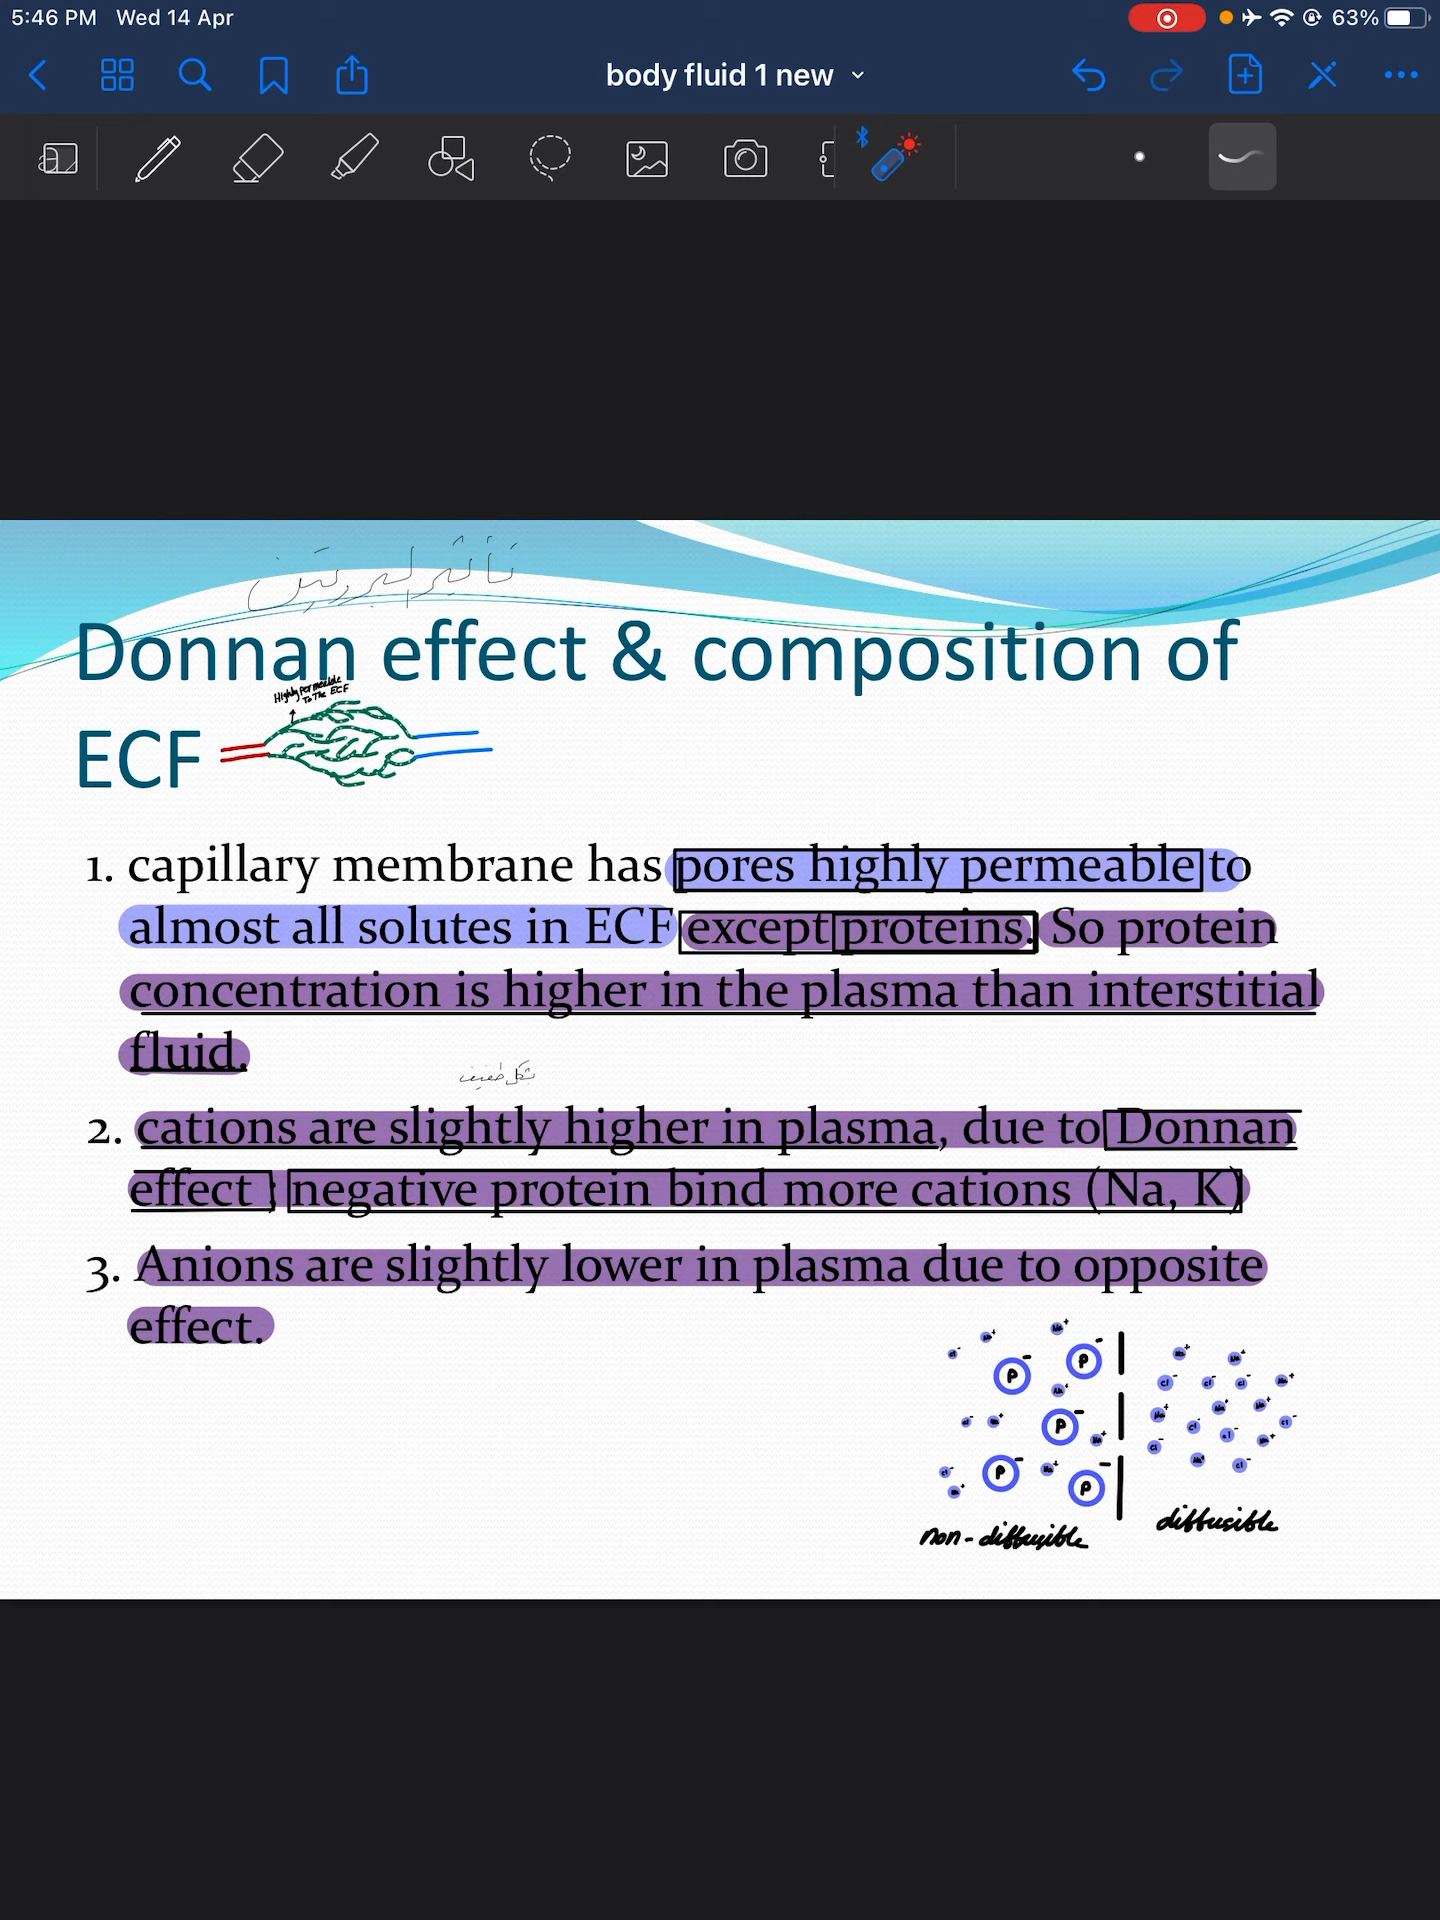 5:46 PM Wed 14 Apr
63%
body fluid 1 new
تأثير البروتين
Donnan effect & composition of
Highly permeable
To The ECF
ECF
1. capillary membrane has pores highly permeable to
almost all solutes in ECF except proteins. So protein
concentration is higher in the plasma than interstitial
fluid.
بشكل طفيف
2. cations are slightly higher in plasma, due to Donnan
effect ; negative protein bind more cations (Na, K)
3. Anions are slightly lower in plasma due to opposite
effect.
P- P-
P-
P- P-
non-diffusible diffusible